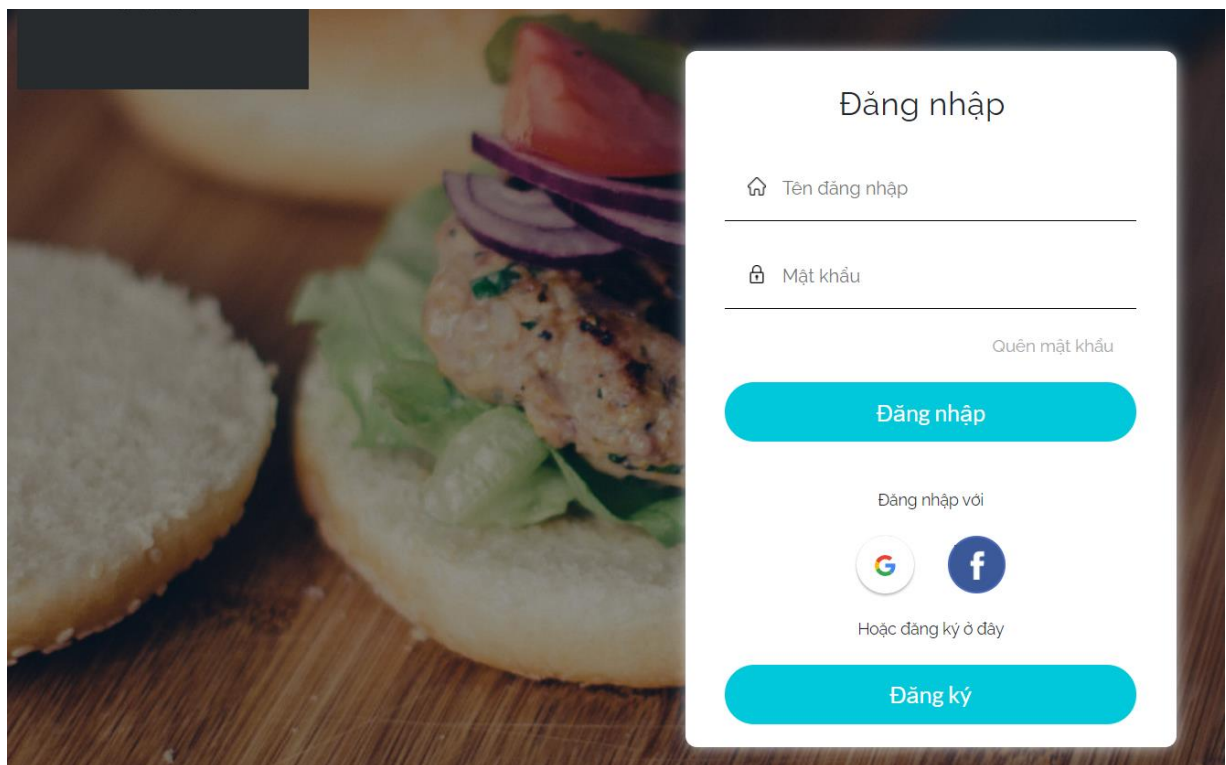 Đăng nhập
Tên đăng nhập
Mật khẩu
Quên mật khẩu
Đăng nhập
Đăng nhập với
G f
Hoặc đăng ký ở đây
Đăng ký